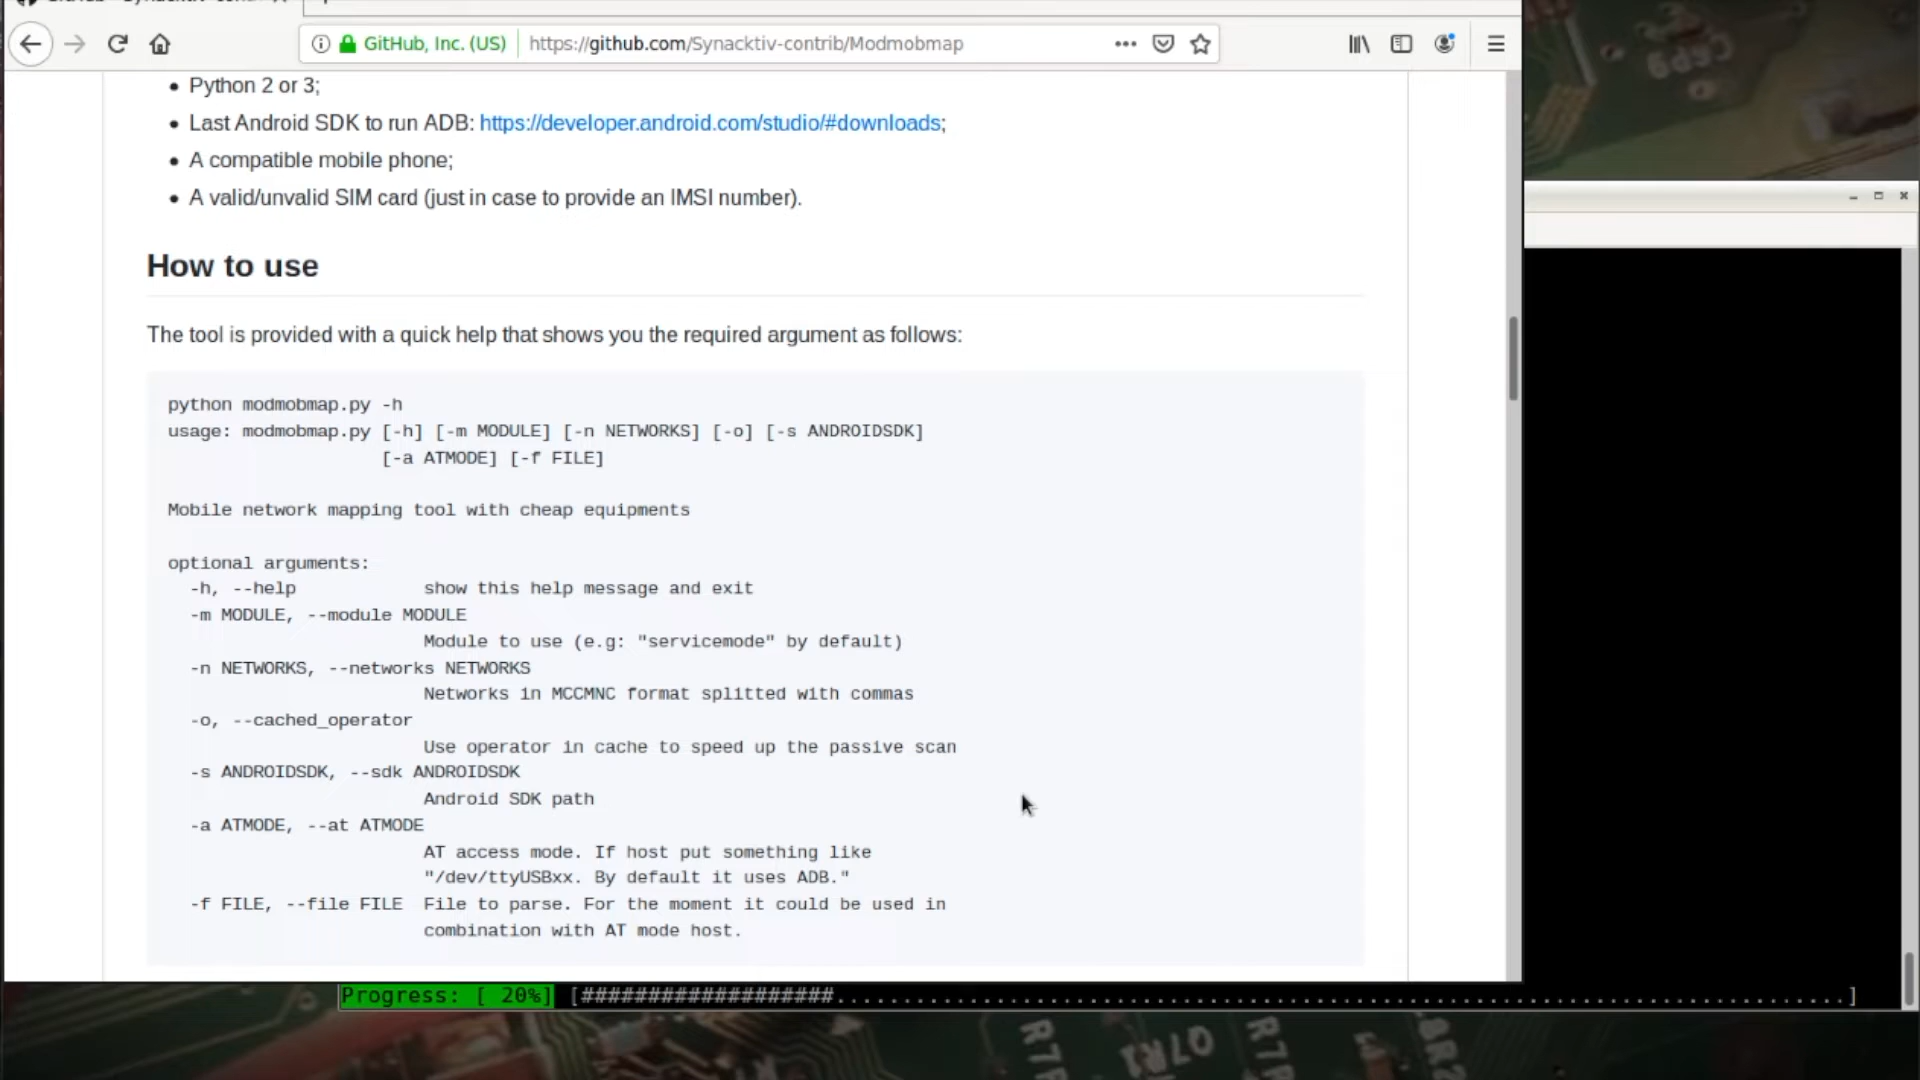 GitHub, Inc. (US)
https://github.com/Synacktiv-contrib/Modmobmap
Python 2 or 3;
Last Android SDK to run ADB: https://developer.android.com/studio/#downloads;
A compatible mobile phone;
A valid/unvalid SIM card (just in case to provide an IMSI number).
How to use
The tool is provided with a quick help that shows you the required argument as follows:
python modmobmap.py -h
usage: modmobmap.py [-h] [-m MODULE] [-n NETWORKS] [-o] [-s ANDROIDSDK]
[-a ATMODE] [-f FILE]
Mobile network mapping tool with cheap equipments
optional arguments:
-h, --help show this help message and exit
-m MODULE, --module MODULE
Module to use (e.g: "servicemode" by default)
-n NETWORKS, --networks NETWORKS
Networks in MCCMNC format splitted with commas
-o, --cached_operator
Use operator in cache to speed up the passive scan
-s ANDROIDSDK, --sdk ANDROIDSDK
Android SDK path
-a ATMODE, --at ATMODE
AT access mode. If host put something like
"/dev/ttyUSBxx. By default it uses ADB."
-f FILE, --file FILE File to parse. For the moment it could be used in
combination with AT mode host.
Progress: [ 20%] [###################............................................................................]